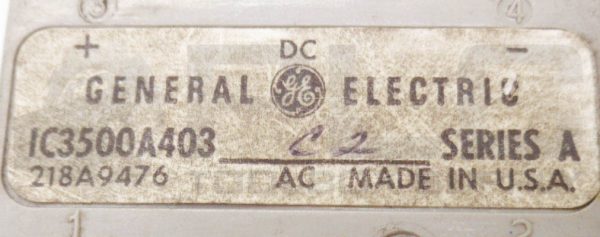 3 4
+ DC -
GENERAL GE ELECTRIC
IC3500A403 C2 SERIES A
218A9476 AC MADE IN U.S.A.
1 2